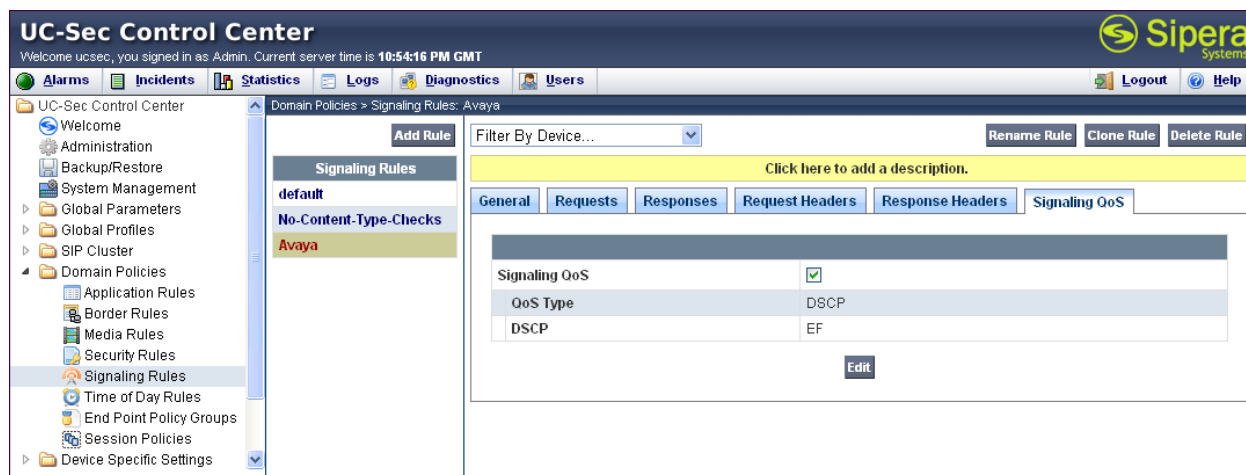 UC-Sec Control Center
Welcome ucsec, you signed in as Admin. Current server time is 10:54:16 PM GMT
Sipera
Systems
Alarms Incidents Statistics Logs Diagnostics Users Logout Help
UC-Sec Control Center
Welcome
Administration
Backup/Restore
System Management
Global Parameters
Global Profiles
SIP Cluster
Domain Policies
Application Rules
Border Rules
Media Rules
Security Rules
Signaling Rules
Time of Day Rules
End Point Policy Groups
Session Policies
Device Specific Settings
Domain Policies > Signaling Rules: Avaya
Add Rule
Signaling Rules
default
No-Content-Type-Checks
Avaya
Filter By Device...
Rename Rule Clone Rule Delete Rule
Click here to add a description.
General Requests Responses Request Headers Response Headers Signaling QoS
Signaling QoS
QoS Type DSCP
DSCP EF
Edit